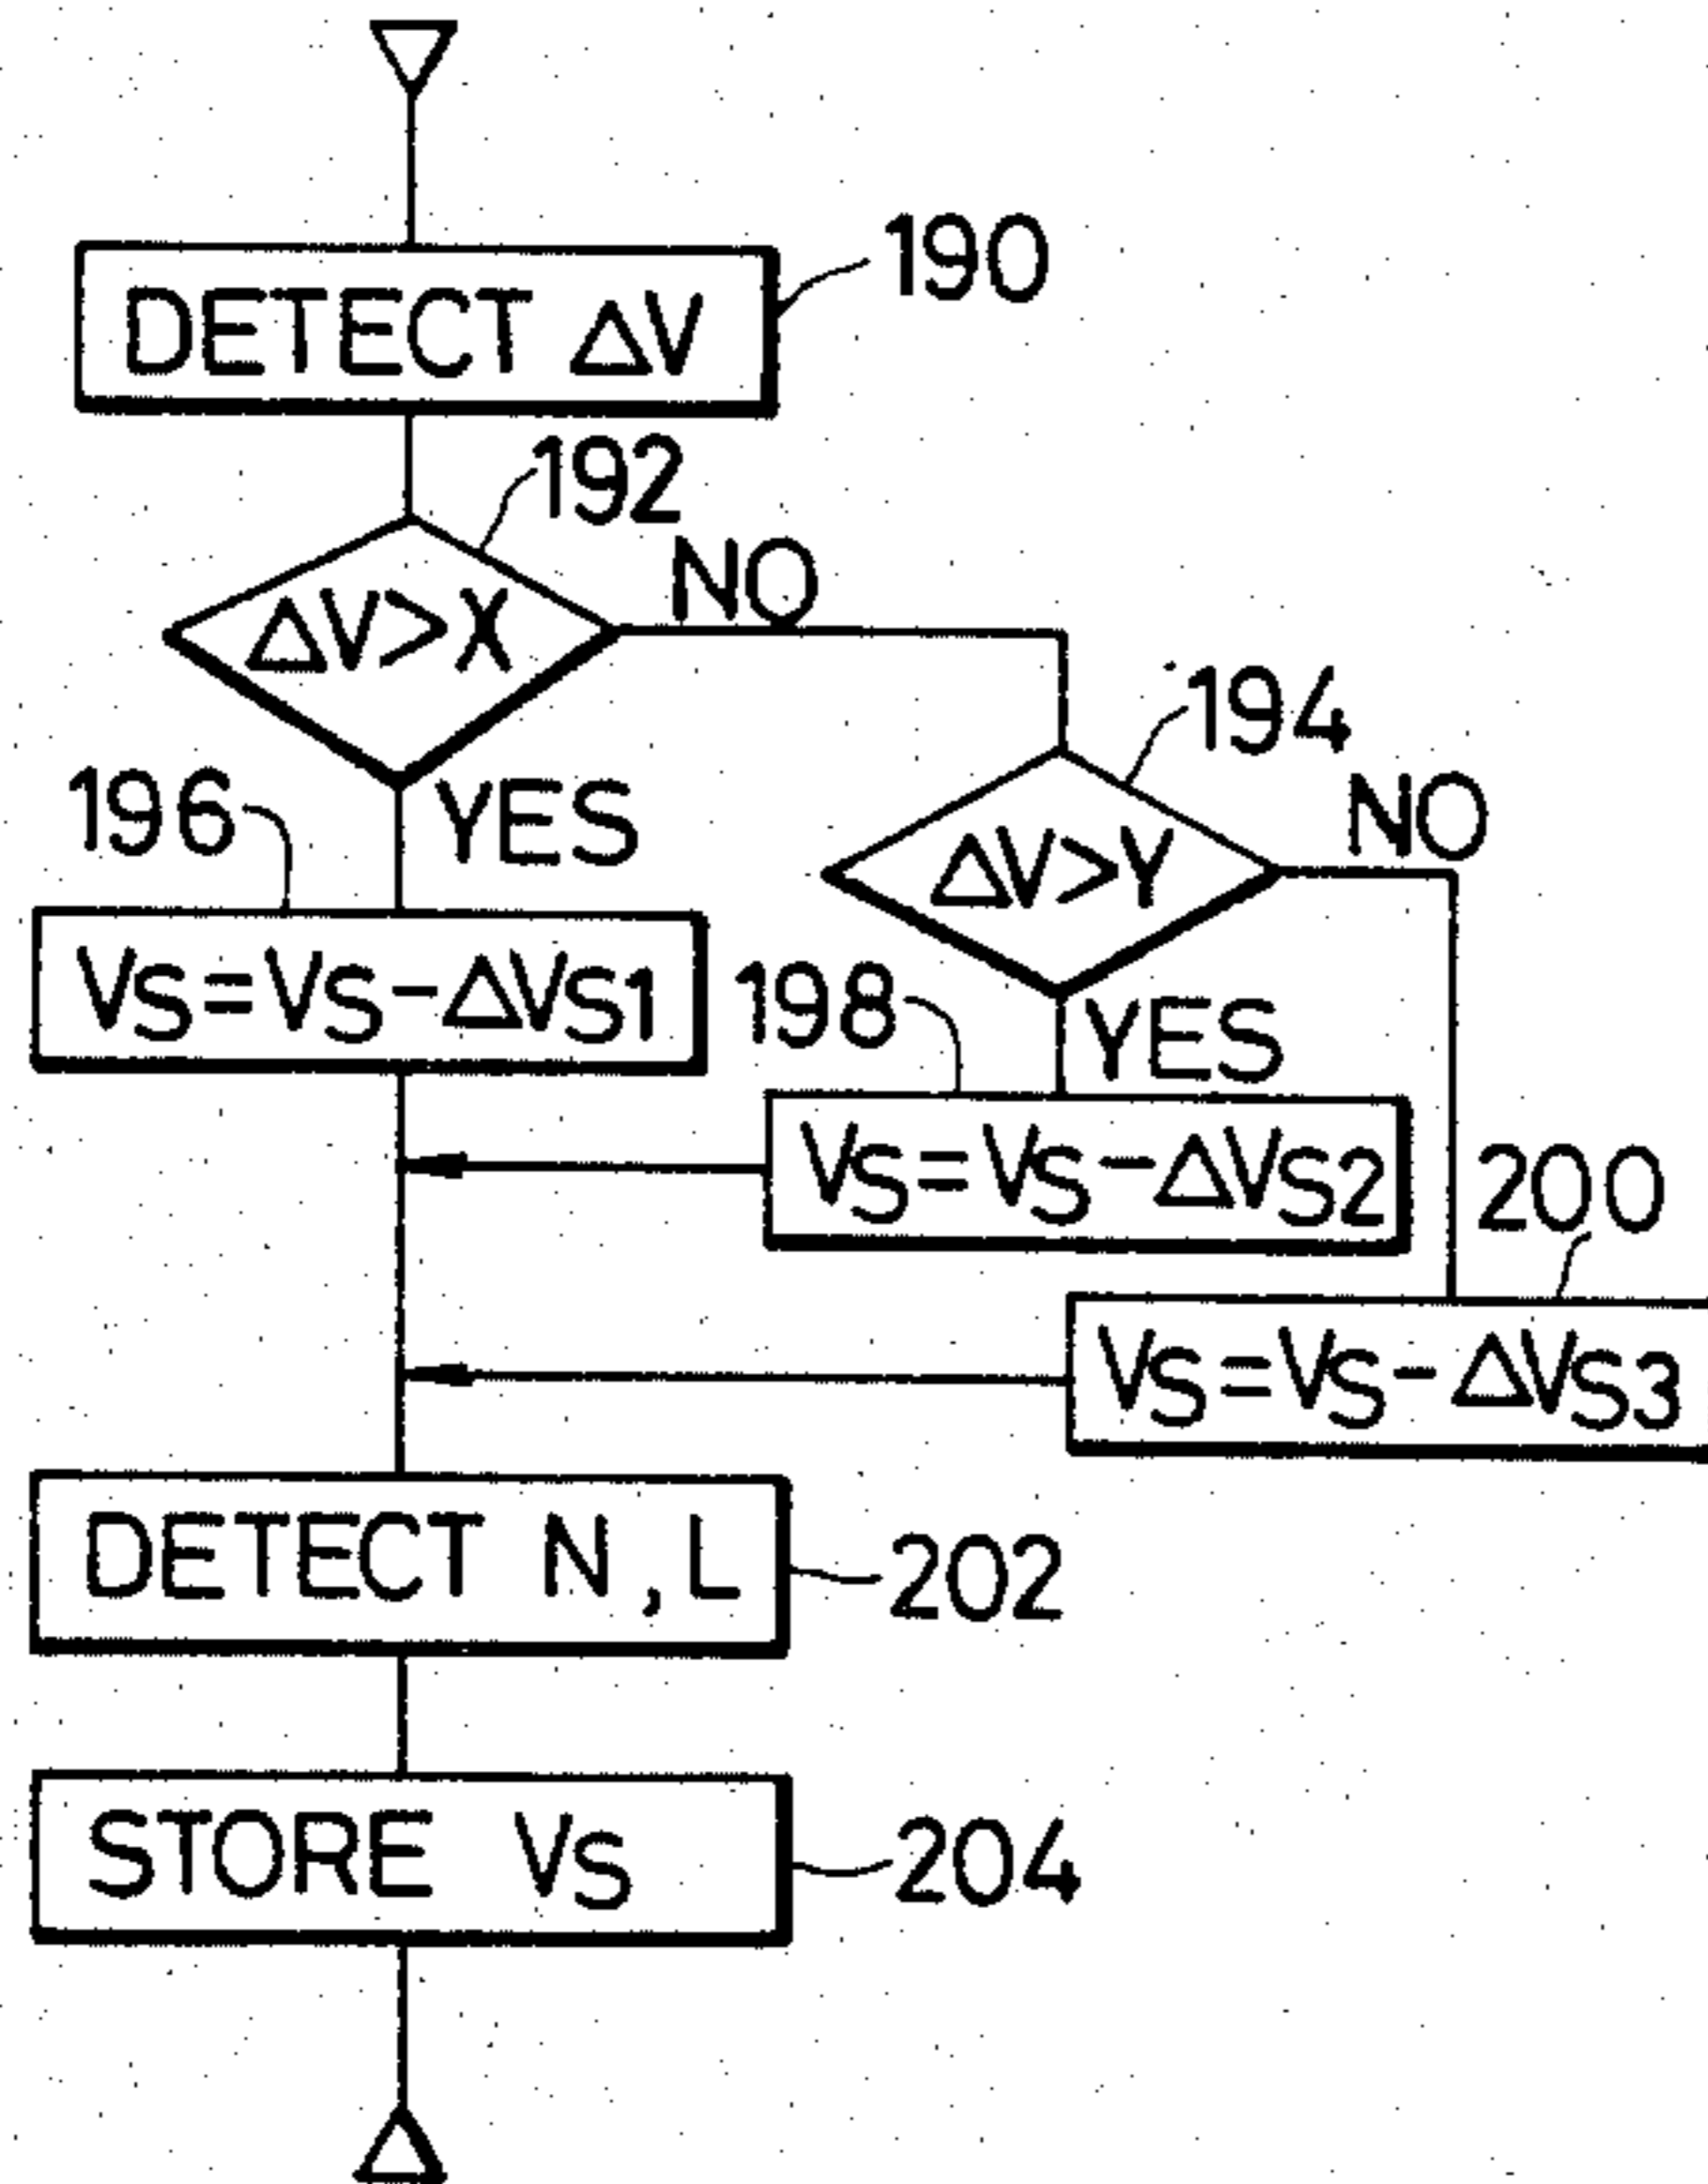 190
DETECT ΔV
192
NO
ΔV>X
194
NO
196
YES
ΔV>Y
VS=VS-ΔVS1
198
YES
VS=VS-ΔVS2
200
VS=VS-ΔVS3
DETECT N,L
202
STORE VS
204